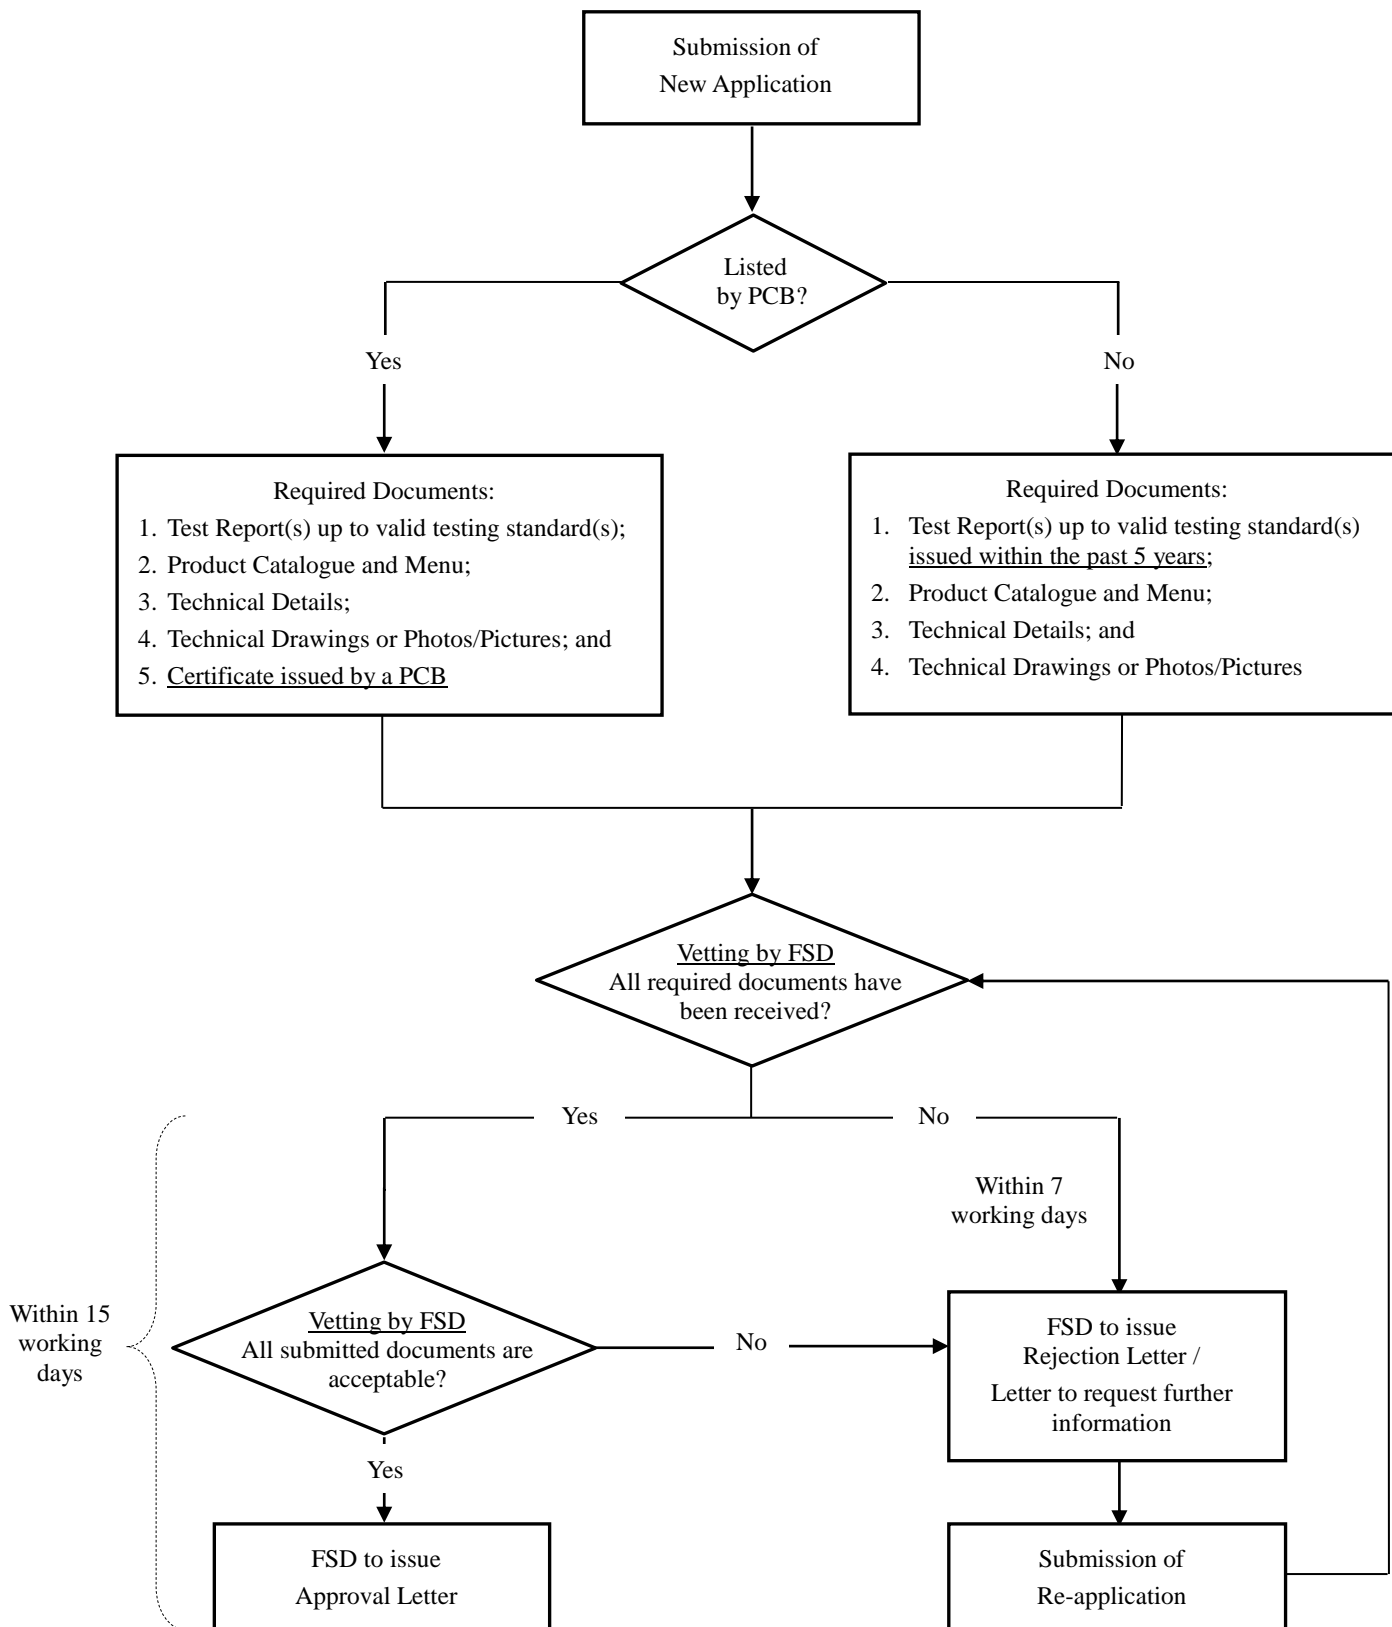 Submission of
New Application
Listed
by PCB?
Yes
No
Required Documents:
1. Test Report(s) up to valid testing standard(s);
2. Product Catalogue and Menu;
3. Technical Details;
4. Technical Drawings or Photos/Pictures; and
5. Certificate issued by a PCB
Required Documents:
1. Test Report(s) up to valid testing standard(s)
issued within the past 5 years;
2. Product Catalogue and Menu;
3. Technical Details; and
4. Technical Drawings or Photos/Pictures
Vetting by FSD
All required documents have
been received?
Yes
No
Within 7
working days
Within 15
working
days
Vetting by FSD
All submitted documents are
acceptable?
No
FSD to issue
Rejection Letter /
Letter to request further
information
Yes
FSD to issue
Approval Letter
Submission of
Re-application